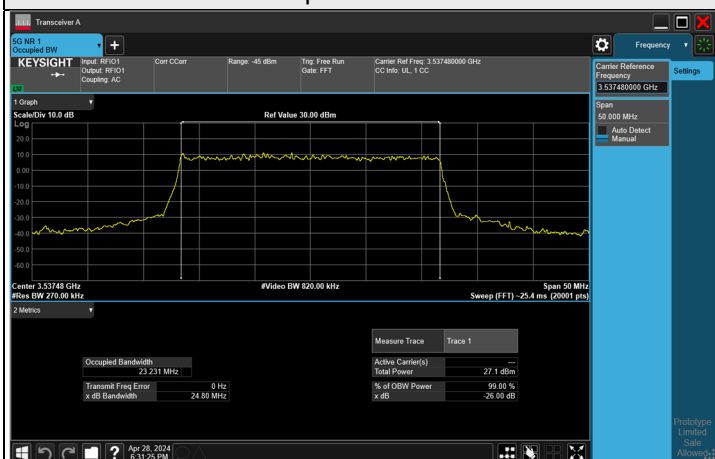 Transceiver A
5G NR 1
Occupied BW
Frequency
KEYSIGHT
Input: RFIO1
Output: RFIO1
Coupling: AC
Corr CCorr
Range: -45 dBm
Trig: Free Run
Gate: FFT
Carrier Ref Freq: 3.537480000 GHz
CC Info: UL, 1 CC
LXI
Carrier Reference
Frequency
3.537480000 GHz
Settings
Span
50.000 MHz
Auto Detect
Manual
1 Graph
Scale/Div 10.0 dB
Ref Value 30.00 dBm
Log
20.0
10.0
0.00
-10.0
-20.0
-30.0
-40.0
-50.0
-60.0
Center 3.53748 GHz
#Video BW 820.00 kHz
Span 50 MHz
#Res BW 270.00 kHz
Sweep (FFT) ~25.4 ms (20001 pts)
2 Metrics
Measure Trace
Trace 1
Occupied Bandwidth
23.231 MHz
Active Carrier(s)
---
Total Power
27.1 dBm
Transmit Freq Error
0 Hz
x dB Bandwidth
24.80 MHz
% of OBW Power
99.00 %
x dB
-26.00 dB
Prototype
Limited
Sale
Allowed
Apr 28, 2024
6:31:25 PM